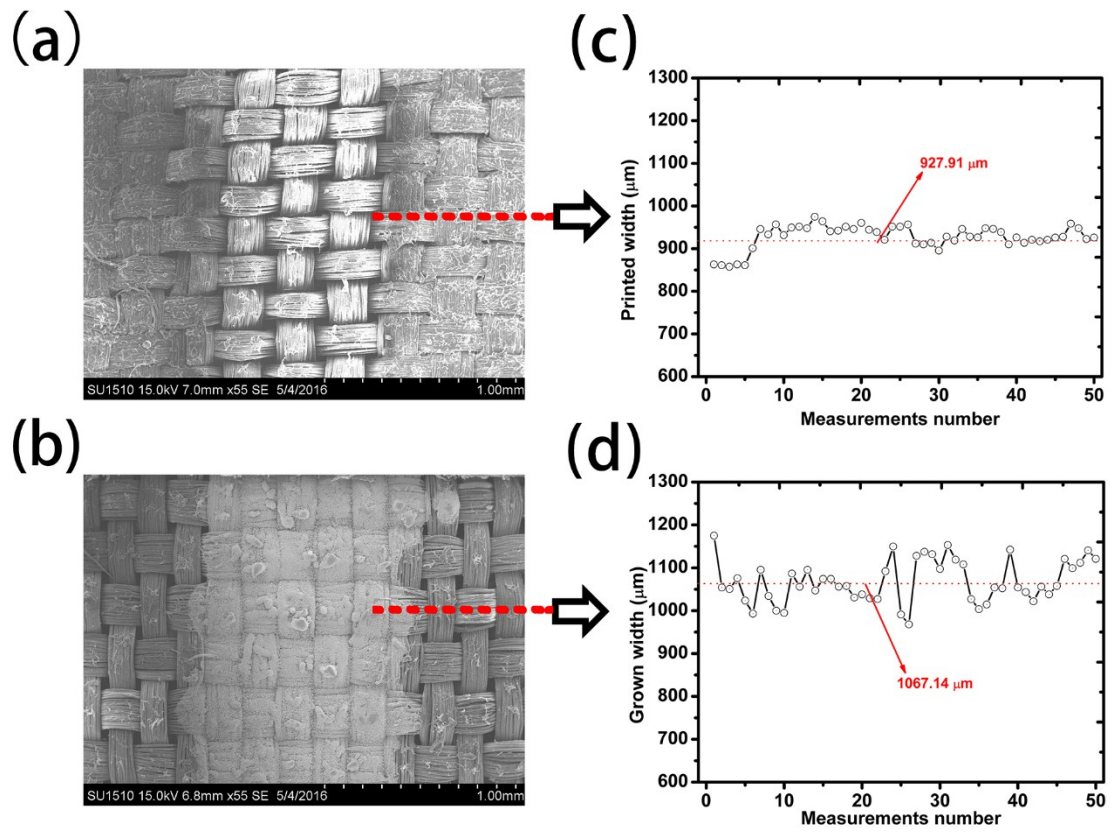 (a)
SU1510 15.0kV 7.0mm x55 SE 5/4/2016 1.00mm
(c)
1300
1200
1100
1000
900
800
700
600
Printed width (μm)
927.91 μm
0 10 20 30 40 50
Measurements number
(b)
SU1510 15.0kV 6.8mm x55 SE 5/4/2016 1.00mm
(d)
1300
1200
1100
1000
900
800
700
600
Grown width (μm)
1067.14 μm
0 10 20 30 40 50
Measurements number